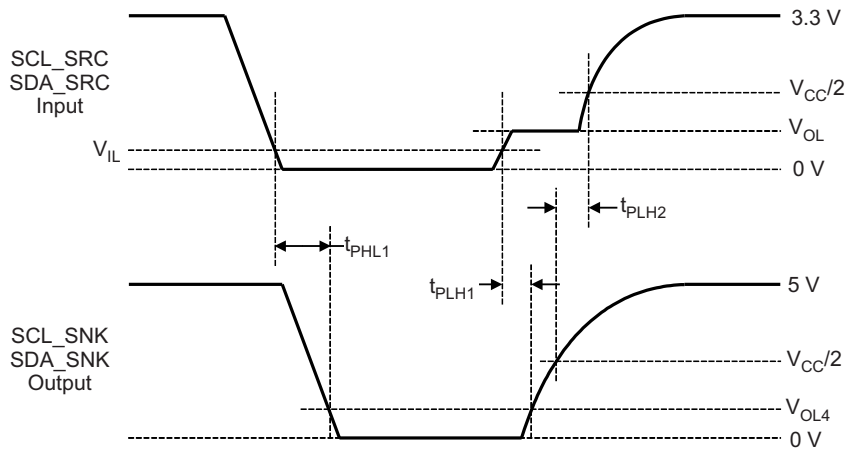 3.3 V
SCL_SRC
SDA_SRC
Input
V_CC/2
V_OL
V_IL
0 V
t_PLH2
t_PHL1
t_PLH1
5 V
SCL_SNK
SDA_SNK
Output
V_CC/2
V_OL4
0 V